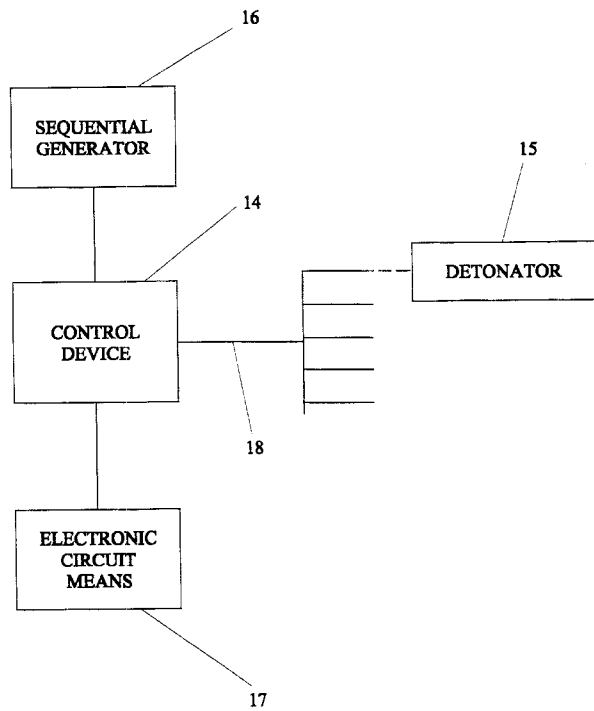 16
SEQUENTIAL
GENERATOR
15
14
DETONATOR
CONTROL
DEVICE
18
ELECTRONIC
CIRCUIT
MEANS
17